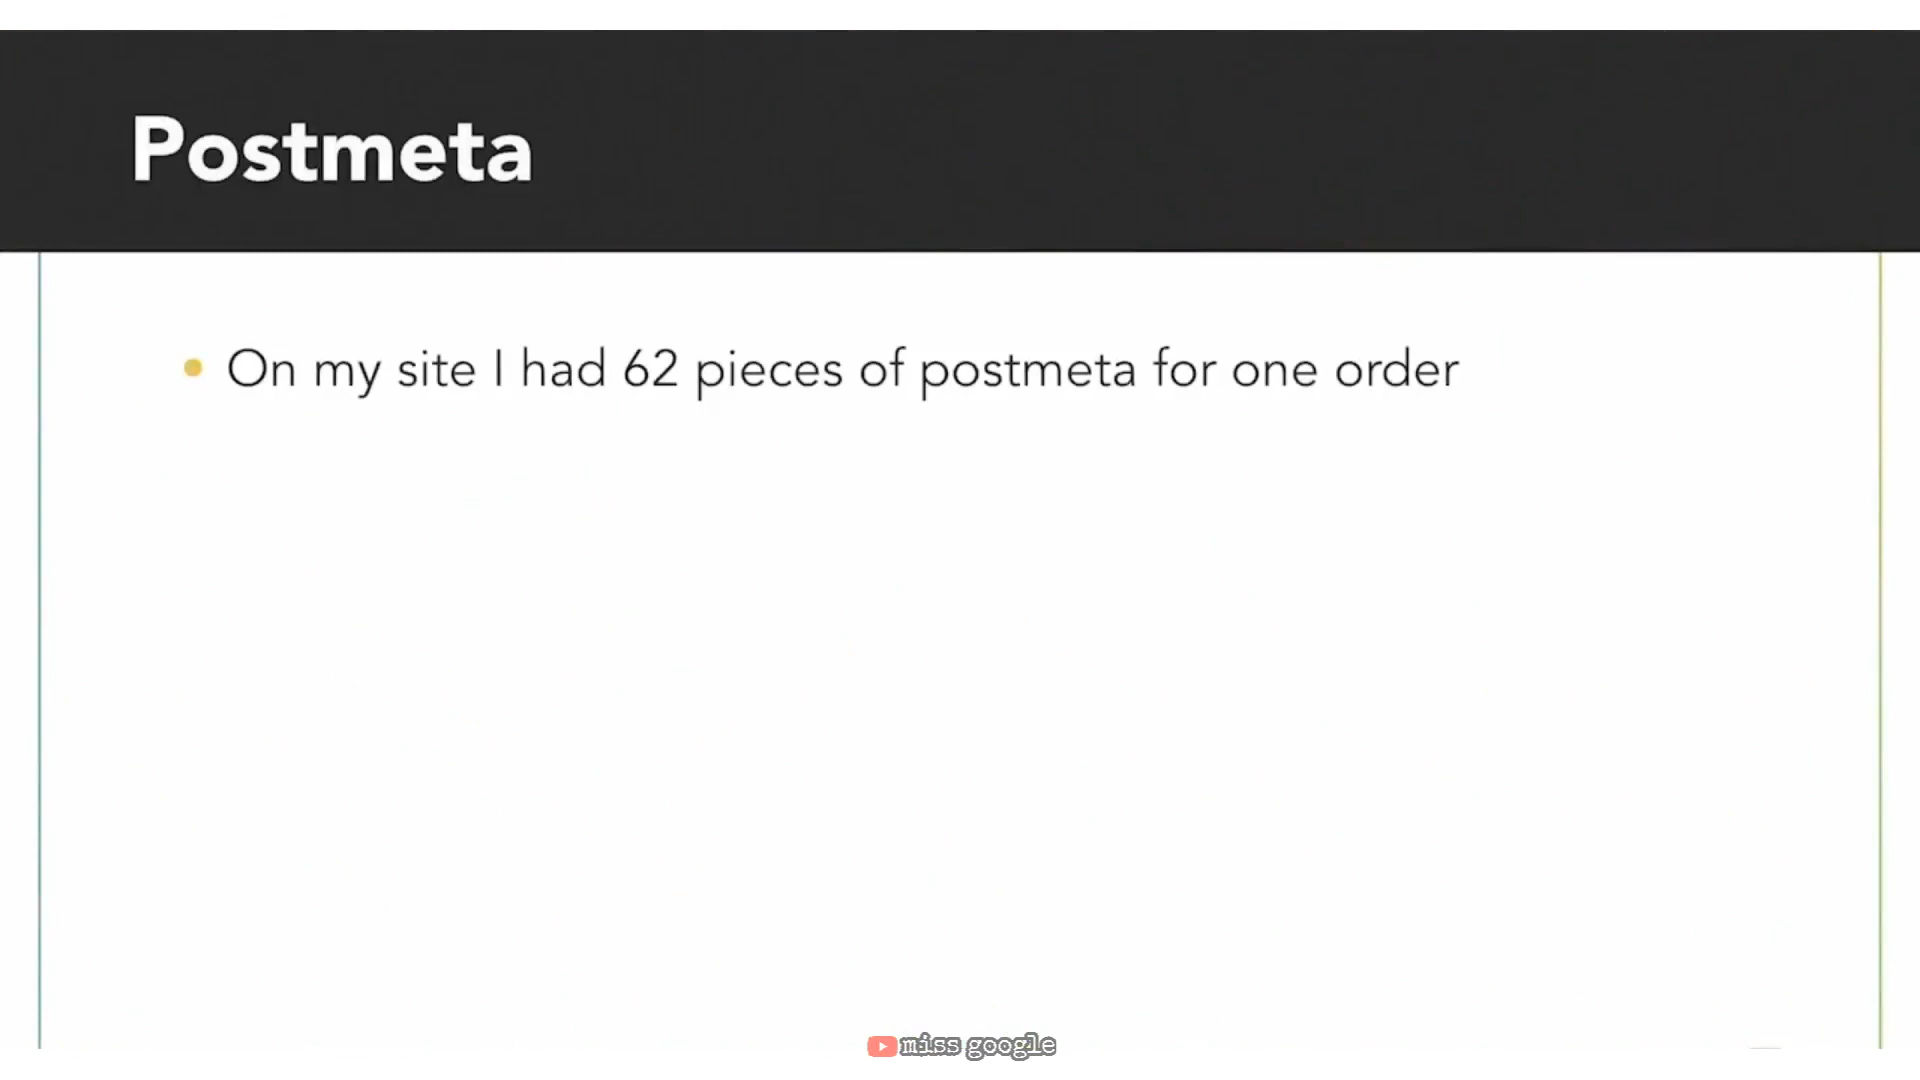 Postmeta
On my site I had 62 pieces of postmeta for one order
miss google